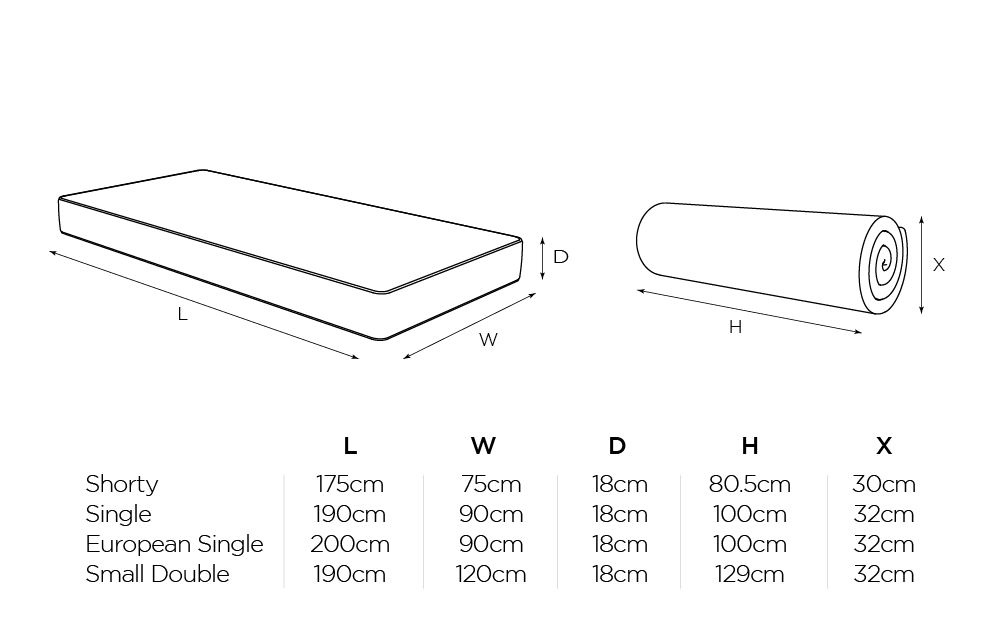 D
X
L
H
W
L W D H X
Shorty 175cm 75cm 18cm 80.5cm 30cm
Single 190cm 90cm 18cm 100cm 32cm
European Single 200cm 90cm 18cm 100cm 32cm
Small Double 190cm 120cm 18cm 129cm 32cm